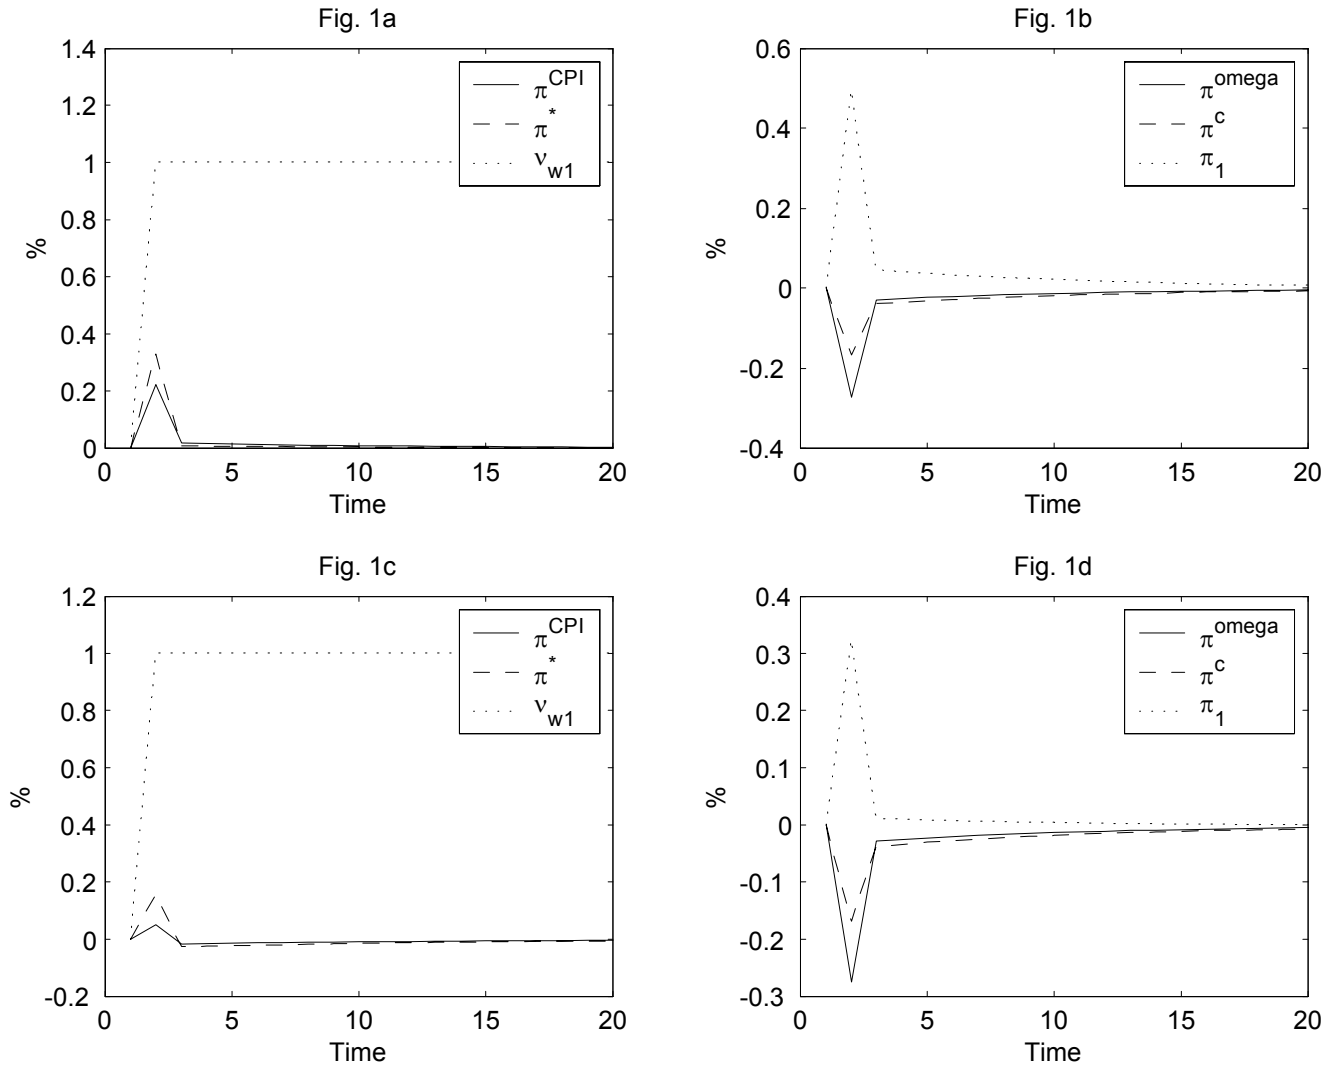 Fig. 1a
1.4
1.2
1
0.8
0.6
0.4
0.2
0
%
0 5 10 15 20
Time
π^CPI
π^*
ν_w1
Fig. 1b
0.6
0.4
0.2
0
-0.2
-0.4
%
0 5 10 15 20
Time
π^omega
π^c
π_1
Fig. 1c
1.2
1
0.8
0.6
0.4
0.2
0
-0.2
%
0 5 10 15 20
Time
π^CPI
π^*
ν_w1
Fig. 1d
0.4
0.3
0.2
0.1
0
-0.1
-0.2
-0.3
%
0 5 10 15 20
Time
π^omega
π^c
π_1